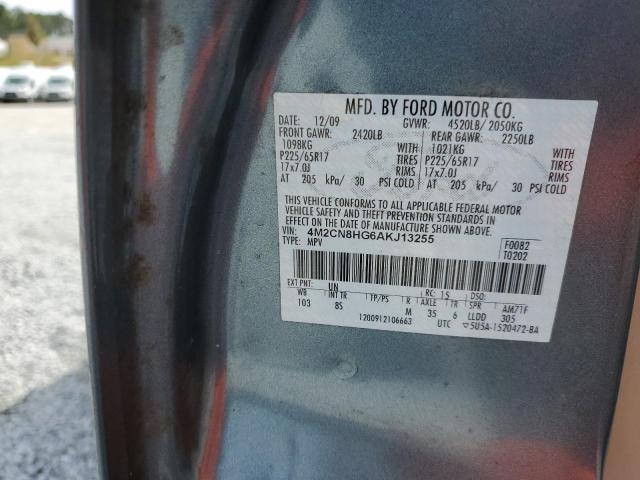 MFD. BY FORD MOTOR CO.
DATE: 12/09 GVWR: 4520LB/ 2050KG
FRONT GAWR: 2420LB REAR GAWR: 2250LB
1098KG 1021KG
P225/65R17 TIRES P225/65R17 TIRES
17x7.0J RIMS 17x7.0J RIMS
AT 205 kPa/ 30 PSI COLD AT 205 kPa/ 30 PSI COLD
THIS VEHICLE CONFORMS TO ALL APPLICABLE FEDERAL MOTOR
VEHICLE SAFETY AND THEFT PREVENTION STANDARDS IN
EFFECT ON THE DATE OF MANUFACTURE SHOWN ABOVE.
VIN: 4M2CN8HG6AKJ13255
TYPE: MPV
F0082
T0202
EXT PNT: UN RC: 15 DSO:
WB INT TR TP/PS R AXLE TR SPR AM71F
103 8S M 35 6 LLDD 305
1200912106663 UTC ▽5U5A-1520472-BA